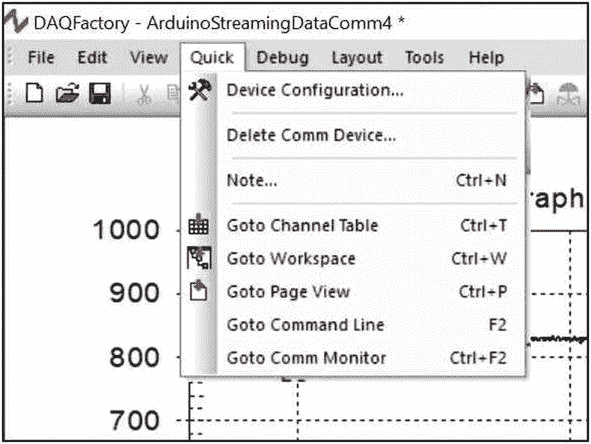 DAQFactory - ArduinoStreamingDataComm4 *
File Edit View Quick Debug Layout Tools Help
Device Configuration...
Delete Comm Device...
Note... Ctrl+N
raph
Goto Channel Table Ctrl+T
1000
Goto Workspace Ctrl+W
Goto Page View Ctrl+P
900
Goto Command Line F2
Goto Comm Monitor Ctrl+F2
800
700